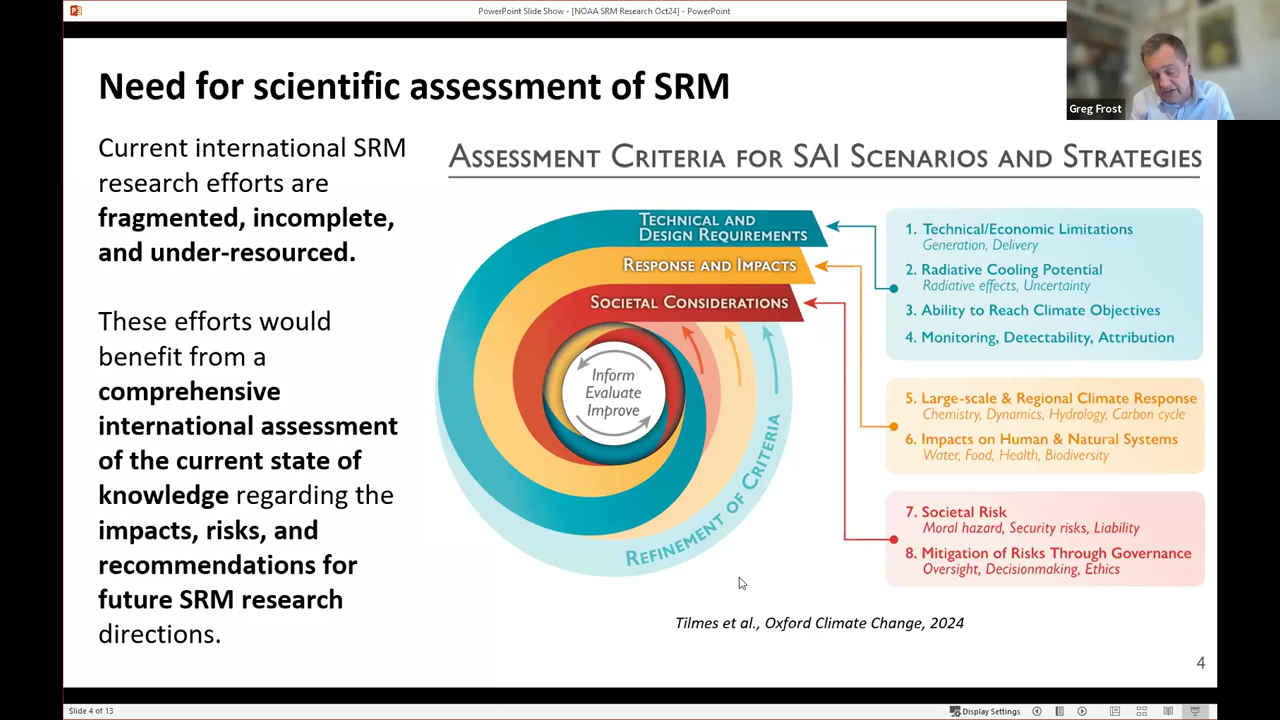 PowerPoint Slide Show - [NOAA SRM Research Oct24] - PowerPoint
Greg Frost
Need for scientific assessment of SRM
Current international SRM
research efforts are
fragmented, incomplete,
and under-resourced.
These efforts would
benefit from a
comprehensive
international assessment
of the current state of
knowledge regarding the
impacts, risks, and
recommendations for
future SRM research
directions.
ASSESSMENT CRITERIA FOR SAI SCENARIOS AND STRATEGIES
TECHNICAL AND
DESIGN REQUIREMENTS
RESPONSE AND IMPACTS
SOCIETAL CONSIDERATIONS
Inform
Evaluate
Improve
REFINEMENT OF CRITERIA
1. Technical/Economic Limitations
Generation, Delivery
2. Radiative Cooling Potential
Radiative effects, Uncertainty
3. Ability to Reach Climate Objectives
4. Monitoring, Detectability, Attribution
5. Large-scale & Regional Climate Response
Chemistry, Dynamics, Hydrology, Carbon cycle
6. Impacts on Human & Natural Systems
Water, Food, Health, Biodiversity
7. Societal Risk
Moral hazard, Security risks, Liability
8. Mitigation of Risks Through Governance
Oversight, Decisionmaking, Ethics
Tilmes et al., Oxford Climate Change, 2024
4
Slide 4 of 13
Display Settings